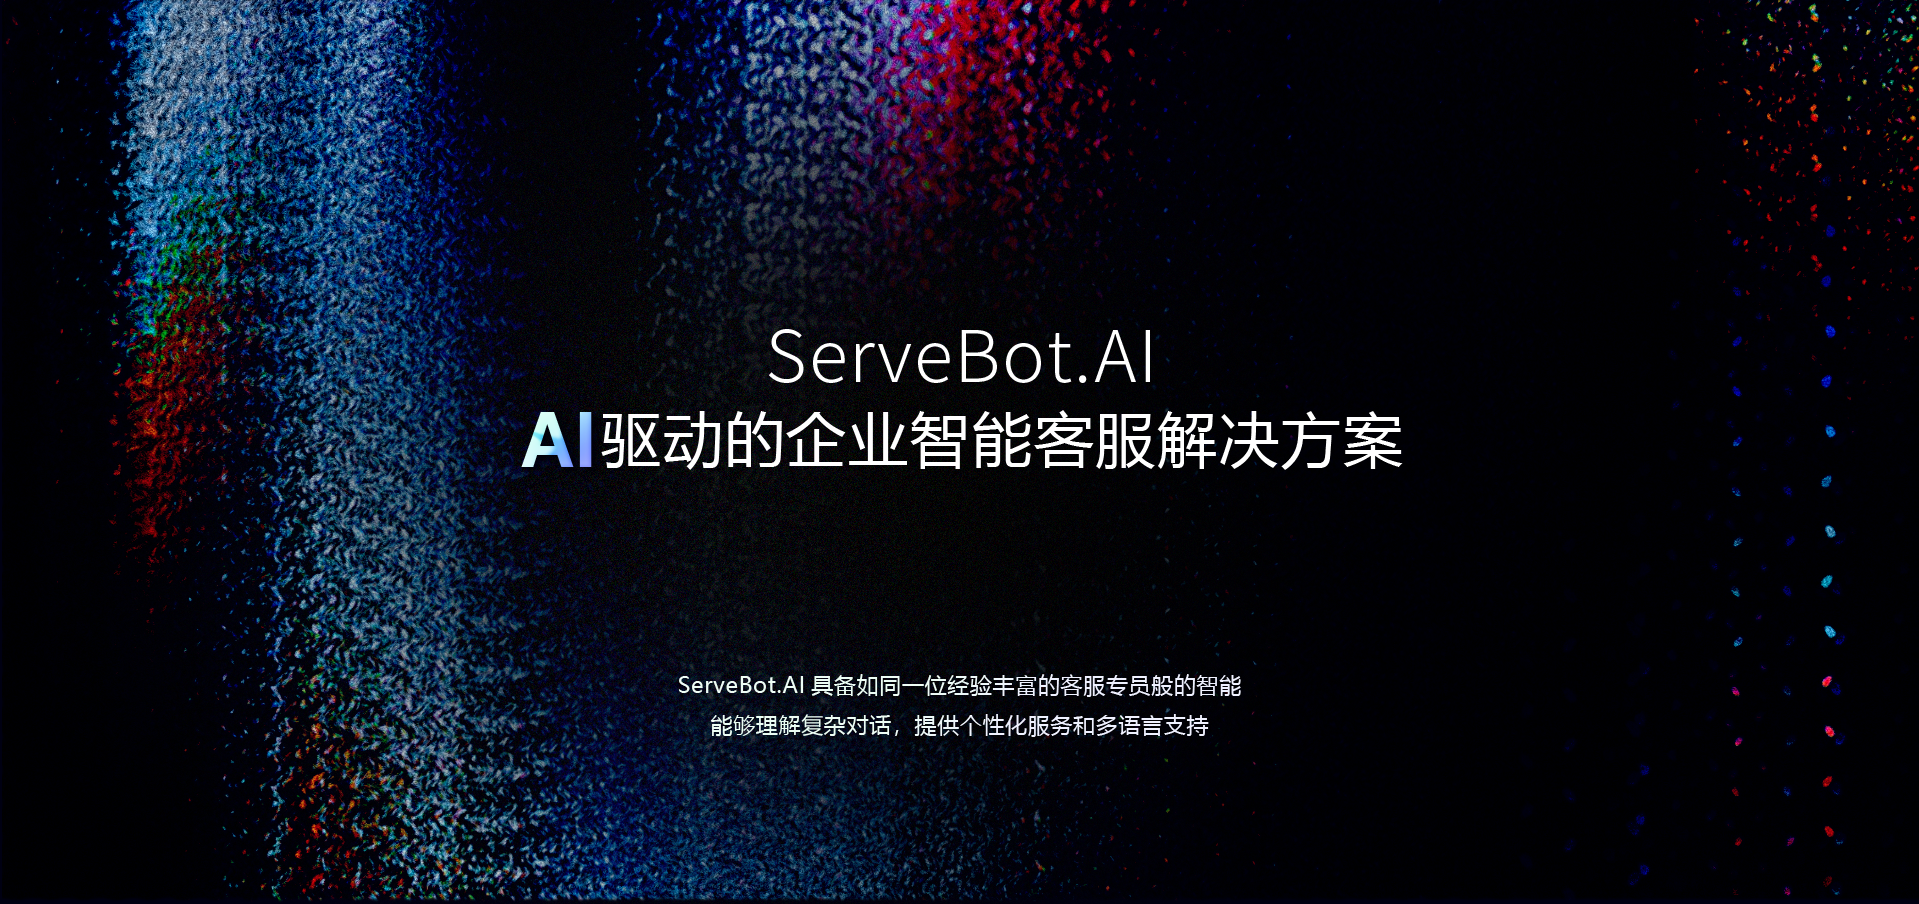 ServeBot.AI
AI驱动的企业智能客服解决方案
ServeBot.AI 具备如同一位经验丰富的客服专员般的智能
能够理解复杂对话，提供个性化服务和多语言支持